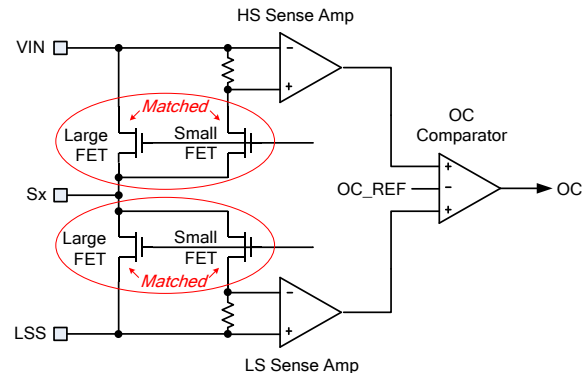 HS Sense Amp
VIN
−
+
Matched
Large
FET
Small
FET
OC
Comparator
Sx
OC_REF
+
−
+
OC
Large
FET
Small
FET
Matched
−
+
LSS
LS Sense Amp